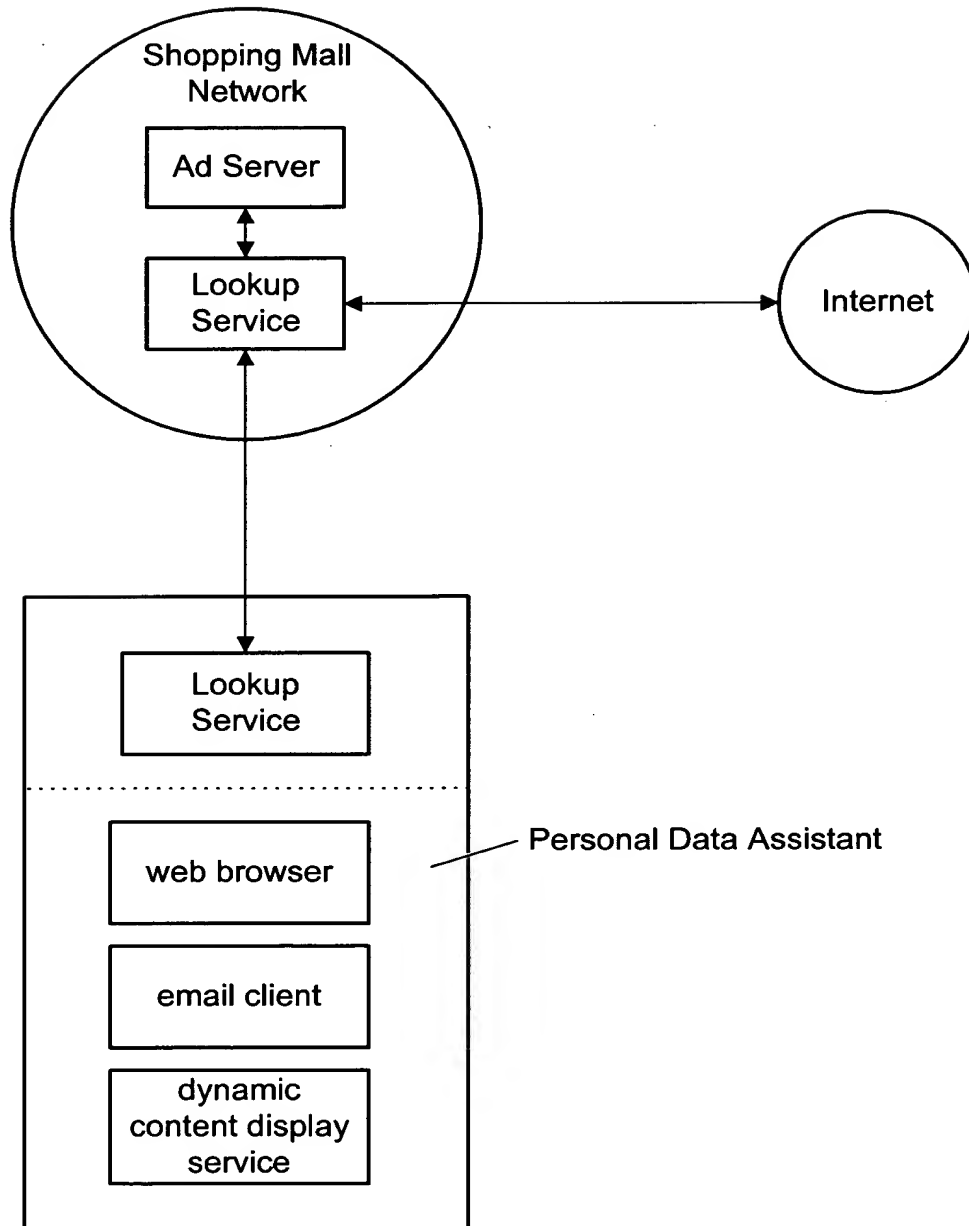 Shopping Mall
Network
Ad Server
Lookup
Service
Internet
Lookup
Service
Personal Data Assistant
web browser
email client
dynamic
content display
service